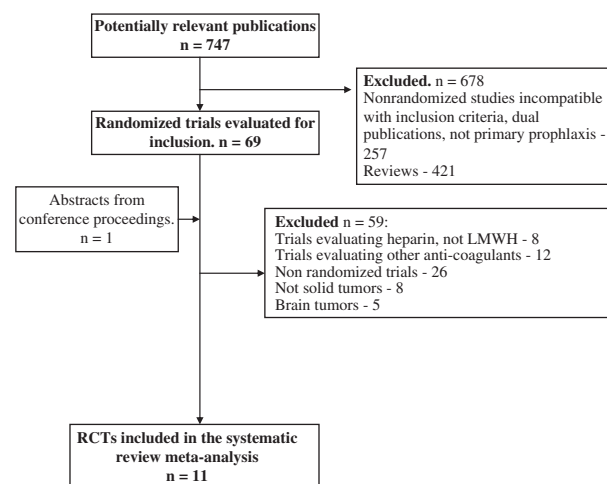 Potentially relevant publications
n = 747
Excluded. n = 678
Nonrandomized studies incompatible
with inclusion criteria, dual
publications, not primary prophlaxis -
257
Reviews - 421
Randomized trials evaluated for
inclusion. n = 69
Abstracts from
conference proceedings.
n = 1
Excluded n = 59:
Trials evaluating heparin, not LMWH - 8
Trials evaluating other anti-coagulants - 12
Non randomized trials - 26
Not solid tumors - 8
Brain tumors - 5
RCTs included in the systematic
review meta-analysis
n = 11